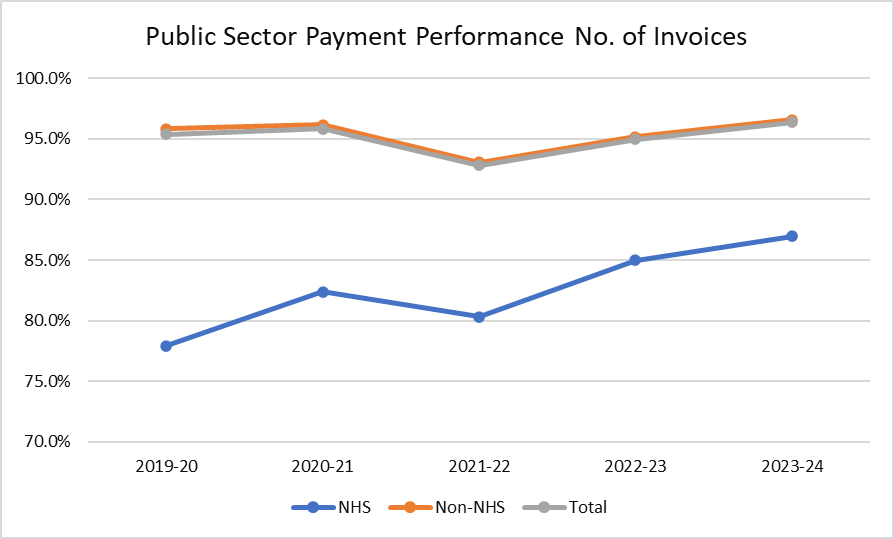 Public Sector Payment Performance No. of Invoices
100.0%
95.0%
90.0%
85.0%
80.0%
75.0%
70.0%
2019-20 2020-21 2021-22 2022-23 2023-24
NHS Non-NHS Total